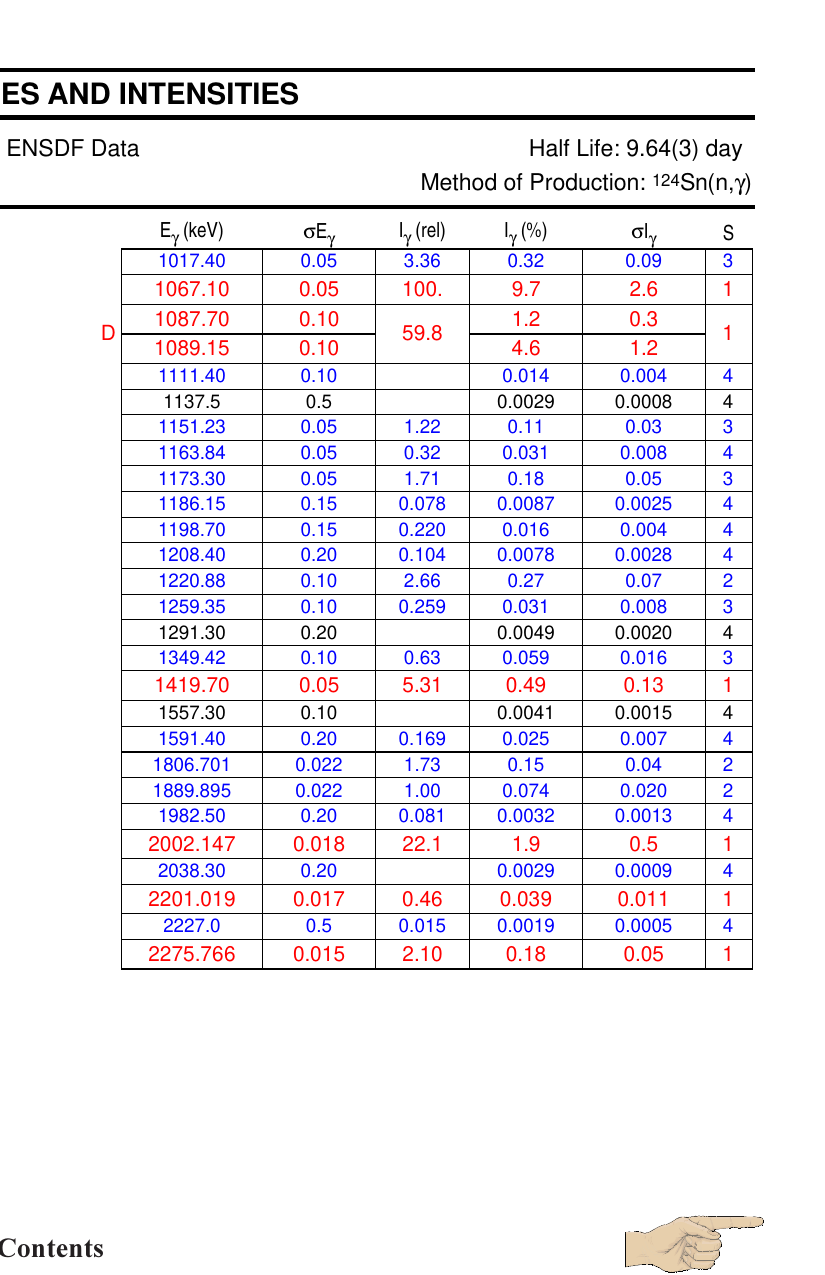 ES AND INTENSITIES
ENSDF Data Half Life: 9.64(3) day
Method of Production: ¹²⁴Sn(n,γ)
Eγ (keV) σEγ Iγ (rel) Iγ (%) σIγ S
1017.40 0.05 3.36 0.32 0.09 3
1067.10 0.05 100. 9.7 2.6 1
1087.70 0.10 1.2 0.3
D 59.8 1
1089.15 0.10 4.6 1.2
1111.40 0.10 0.014 0.004 4
1137.5 0.5 0.0029 0.0008 4
1151.23 0.05 1.22 0.11 0.03 3
1163.84 0.05 0.32 0.031 0.008 4
1173.30 0.05 1.71 0.18 0.05 3
1186.15 0.15 0.078 0.0087 0.0025 4
1198.70 0.15 0.220 0.016 0.004 4
1208.40 0.20 0.104 0.0078 0.0028 4
1220.88 0.10 2.66 0.27 0.07 2
1259.35 0.10 0.259 0.031 0.008 3
1291.30 0.20 0.0049 0.0020 4
1349.42 0.10 0.63 0.059 0.016 3
1419.70 0.05 5.31 0.49 0.13 1
1557.30 0.10 0.0041 0.0015 4
1591.40 0.20 0.169 0.025 0.007 4
1806.701 0.022 1.73 0.15 0.04 2
1889.895 0.022 1.00 0.074 0.020 2
1982.50 0.20 0.081 0.0032 0.0013 4
2002.147 0.018 22.1 1.9 0.5 1
2038.30 0.20 0.0029 0.0009 4
2201.019 0.017 0.46 0.039 0.011 1
2227.0 0.5 0.015 0.0019 0.0005 4
2275.766 0.015 2.10 0.18 0.05 1
Contents